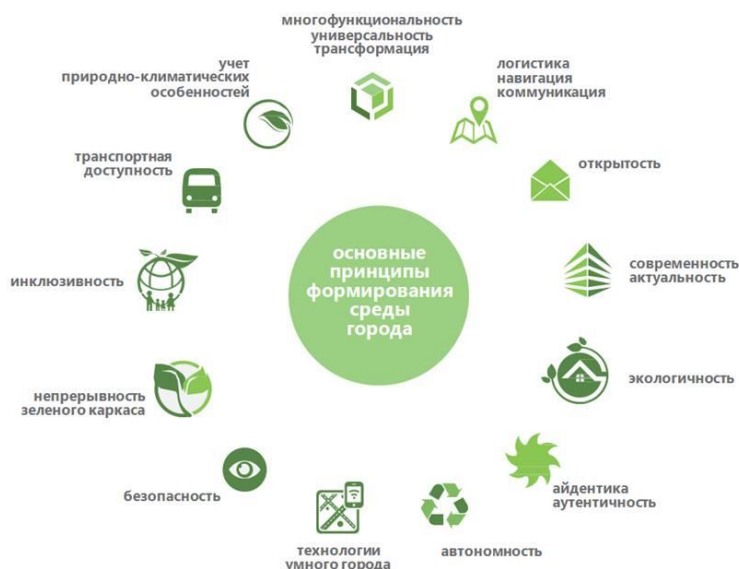 многофункциональность
универсальность
трансформация
логистика
навигация
коммуникация
открытость
современность
актуальность
экологичность
айдентика
аутентичность
автономность
технологии
умного города
безопасность
непрерывность
зеленого каркаса
инклюзивность
транспортная
доступность
учет
природно-климатических
особенностей
основные
принципы
формирования
среды
города